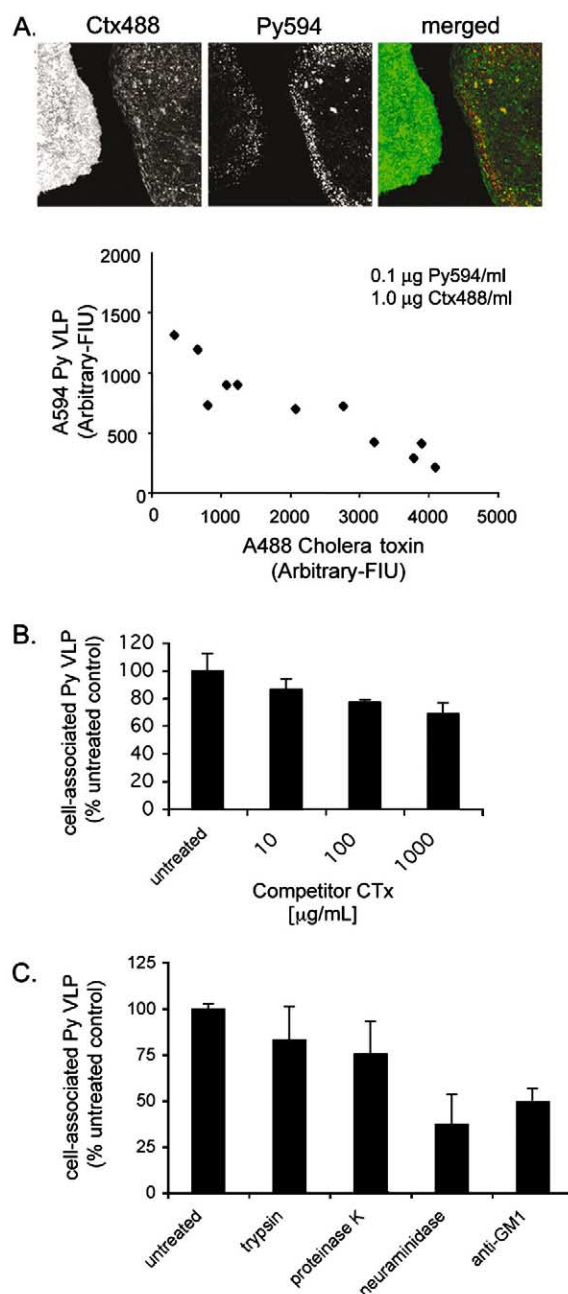 A.
Ctx488 Py594 merged
2000
1500
1000
500
0
A594 Py VLP
(Arbitrary-FIU)
0.1 µg Py594/ml
1.0 µg Ctx488/ml
0 1000 2000 3000 4000 5000
A488 Cholera toxin
(Arbitrary-FIU)
B.
120
100
80
60
40
20
0
cell-associated Py VLP
(% untreated control)
untreated 10 100 1000
Competitor CTx
[µg/mL]
C.
125
100
75
50
25
0
cell-associated Py VLP
(% untreated control)
untreated trypsin proteinase K neuraminidase anti-GM1